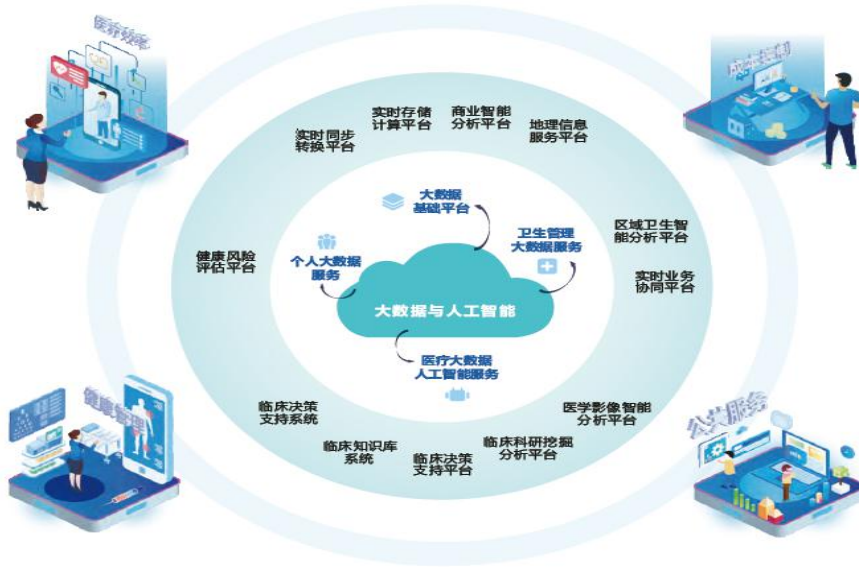 医疗效率
成本控制
实时存储
计算平台
商业智能
分析平台
实时同步
转换平台
地理信息
服务平台
大数据
基础平台
卫生管理
大数据服务
区域卫生智
能分析平台
健康风险
评估平台
个人大数据
服务
实时业务
协同平台
大数据与人工智能
医疗大数据
人工智能服务
健康管理
公共服务
临床决策
支持系统
医学影像智能
分析平台
临床知识库
系统
临床决策
支持平台
临床科研挖掘
分析平台